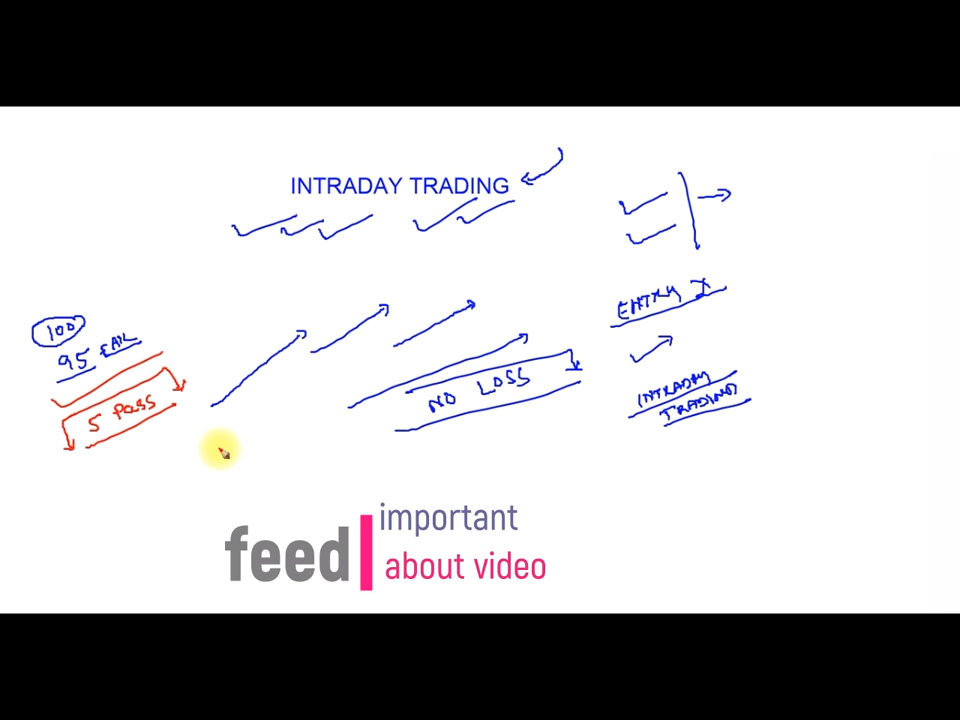 INTRADAY TRADING
100
95 FAIL
5 Pass
NO LOSS
ENTRY I
INTRADAY
TRADING
feed
important
about video